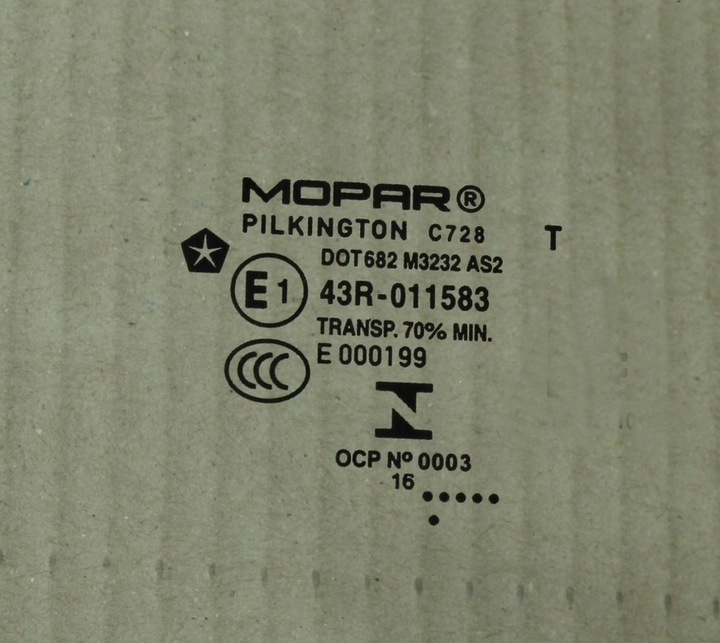 MOPAR®
PILKINGTON C728 T
DOT682 M3232 AS2
E1 43R-011583
TRANSP. 70% MIN.
CCC E 000199
OCP Nº 0003
16